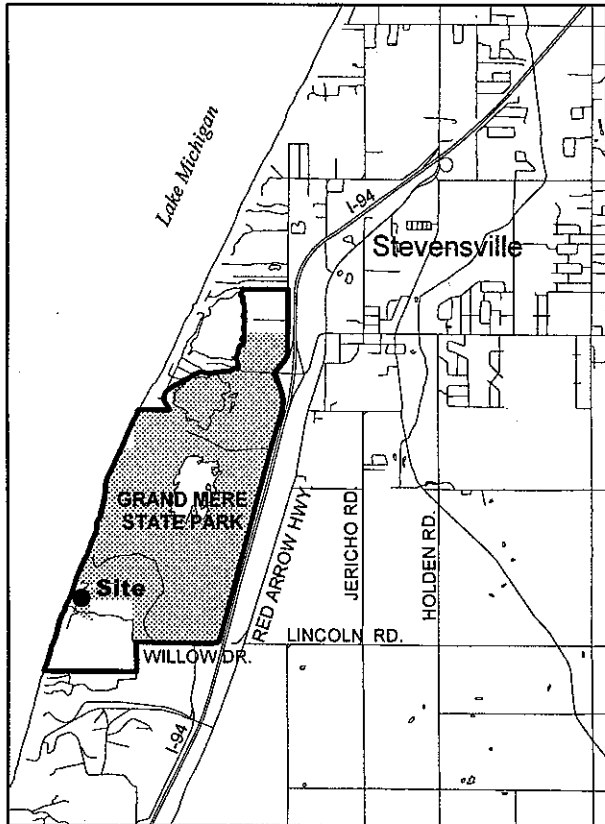 Lake Michigan
I-94
Stevensville
GRAND MERE
STATE PARK
RED ARROW HWY
JERICHO RD.
HOLDEN RD.
Site
LINCOLN RD.
WILLOW DR.
I-94